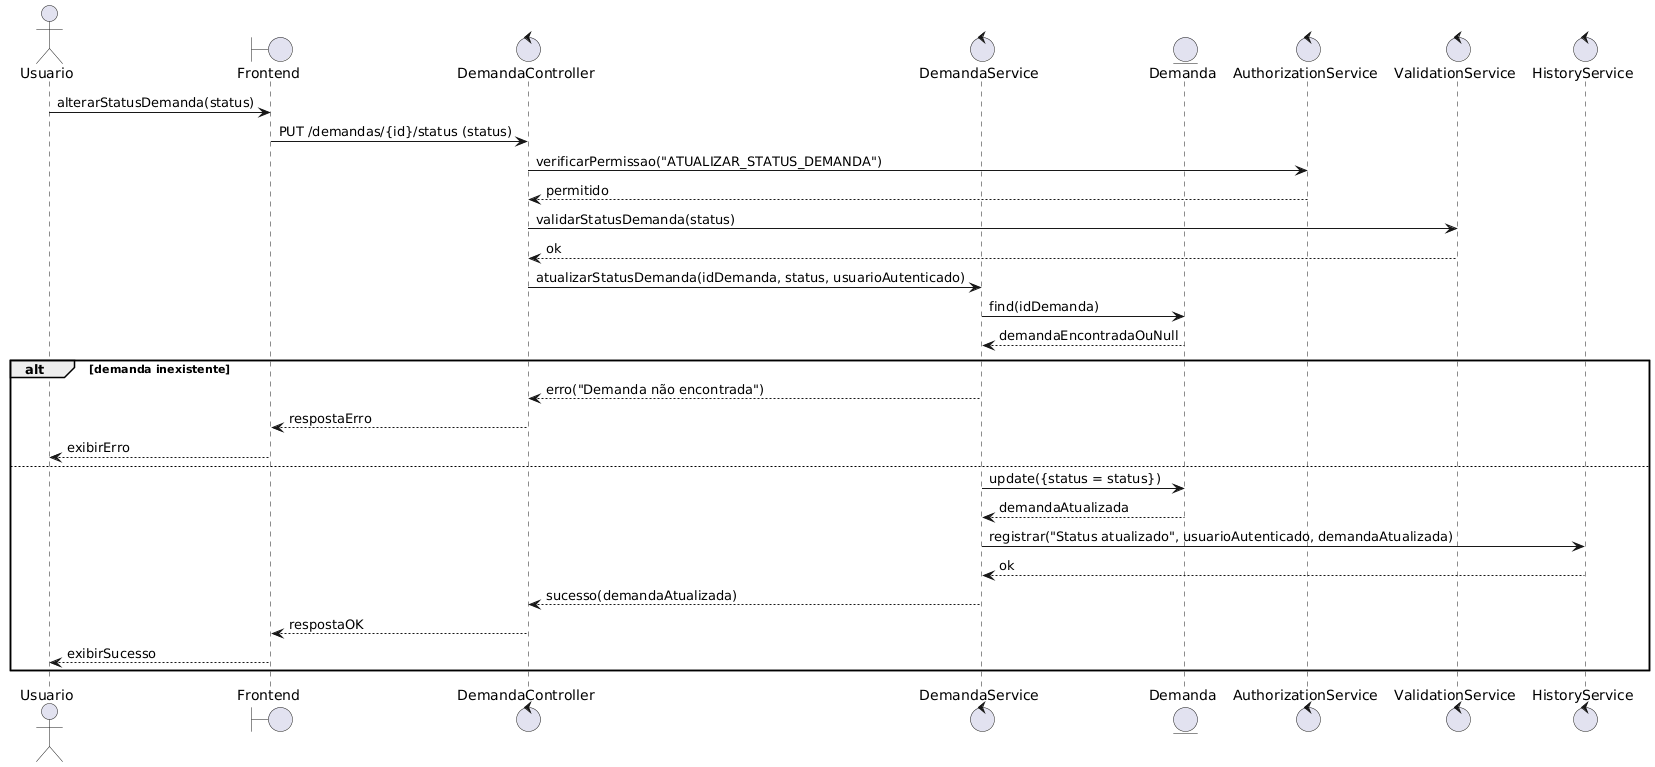 Usuario
Frontend
DemandaController
DemandaService
Demanda
AuthorizationService
ValidationService
HistoryService
alterarStatusDemanda(status)
PUT /demandas/{id}/status (status)
verificarPermissao("ATUALIZAR_STATUS_DEMANDA")
permitido
validarStatusDemanda(status)
ok
atualizarStatusDemanda(idDemanda, status, usuarioAutenticado)
find(idDemanda)
demandaEncontradaOuNull
alt
[demanda inexistente]
erro("Demanda não encontrada")
respostaErro
exibirErro
update({status = status})
demandaAtualizada
registrar("Status atualizado", usuarioAutenticado, demandaAtualizada)
ok
sucesso(demandaAtualizada)
respostaOK
exibirSucesso
Usuario
Frontend
DemandaController
DemandaService
Demanda
AuthorizationService
ValidationService
HistoryService